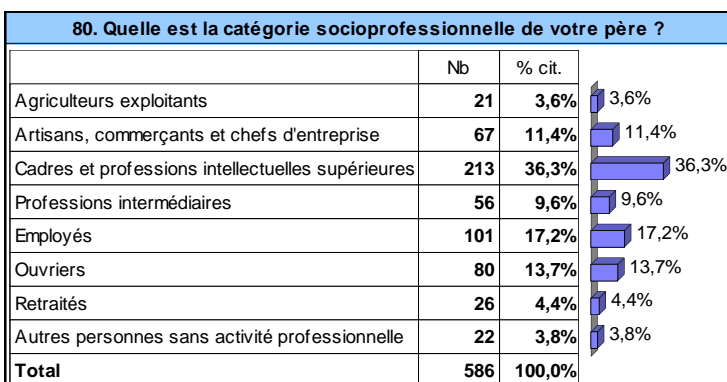 80. Quelle est la catégorie socioprofessionnelle de votre père ?
Nb % cit.
Agriculteurs exploitants 21 3,6% 3,6%
Artisans, commerçants et chefs d'entreprise 67 11,4% 11,4%
Cadres et professions intellectuelles supérieures 213 36,3% 36,3%
Professions intermédiaires 56 9,6% 9,6%
Employés 101 17,2% 17,2%
Ouvriers 80 13,7% 13,7%
Retraités 26 4,4% 4,4%
Autres personnes sans activité professionnelle 22 3,8% 3,8%
Total 586 100,0%